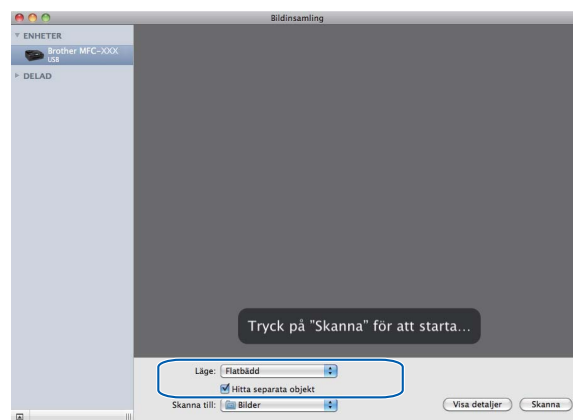 Bildinsamling
ENHETER
Brother MFC-XXX
USB
DELAD
Tryck på "Skanna" för att starta...
Läge: Flatbädd
Hitta separata objekt
Skanna till: Bilder
Visa detaljer Skanna